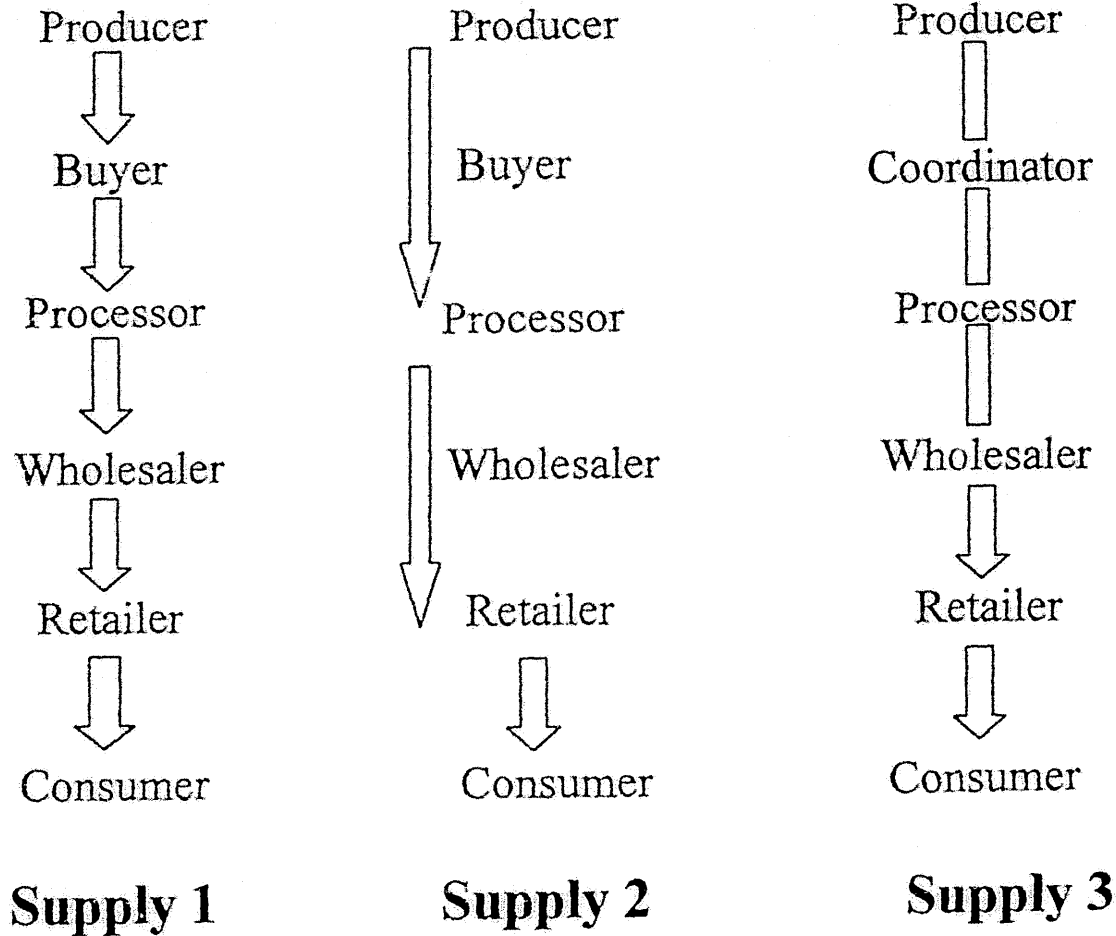 Producer
Buyer
Processor
Wholesaler
Retailer
Consumer
Supply 1
Producer
Buyer
Processor
Wholesaler
Retailer
Consumer
Supply 2
Producer
Coordinator
Processor
Wholesaler
Retailer
Consumer
Supply 3